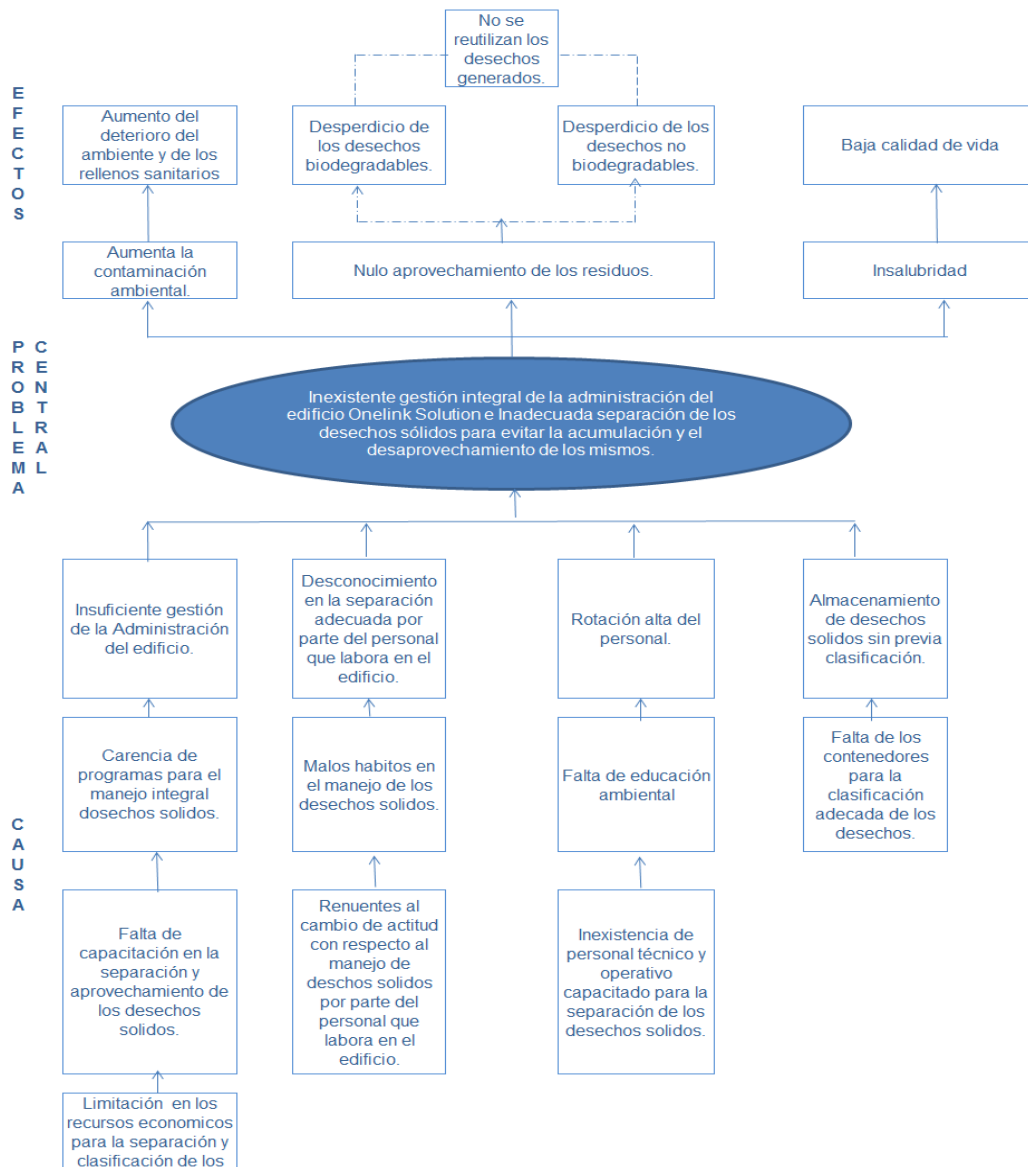 No se
reutilizan los
desechos
generados.
EFECTOS
Aumento del
deterioro del
ambiente y de los
rellenos sanitarios
Desperdicio de
los desechos
biodegradables.
Desperdicio de los
desechos no
biodegradables.
Baja calidad de vida
Aumenta la
contaminación
ambiental.
Nulo aprovechamiento de los residuos.
Insalubridad
PROBLEMA
CENTRAL
Inexistente gestión integral de la administración del
edificio Onelink Solution e Inadecuada separación de los
desechos sólidos para evitar la acumulación y el
desaprovechamiento de los mismos.
Insuficiente gestión
de la Administración
del edificio.
Desconocimiento
en la separación
adecuada por
parte del personal
que labora en el
edificio.
Rotación alta del
personal.
Almacenamiento
de desechos
solidos sin previa
clasificación.
CAUSA
Carencia de
programas para el
manejo integral
dosechos solidos.
Malos habitos en
el manejo de los
desechos solidos.
Falta de educación
ambiental
Falta de los
contenedores
para la
clasificación
adecada de los
desechos.
Falta de
capacitación en la
separación y
aprovechamiento de
los desechos
solidos.
Renuentes al
cambio de actitud
con respecto al
manejo de
deschos solidos
por parte del
personal que
labora en el
edificio.
Inexistencia de
personal técnico y
operativo
capacitado para la
separación de los
desechos solidos.
Limitación en los
recursos economicos
para la separación y
clasificación de los